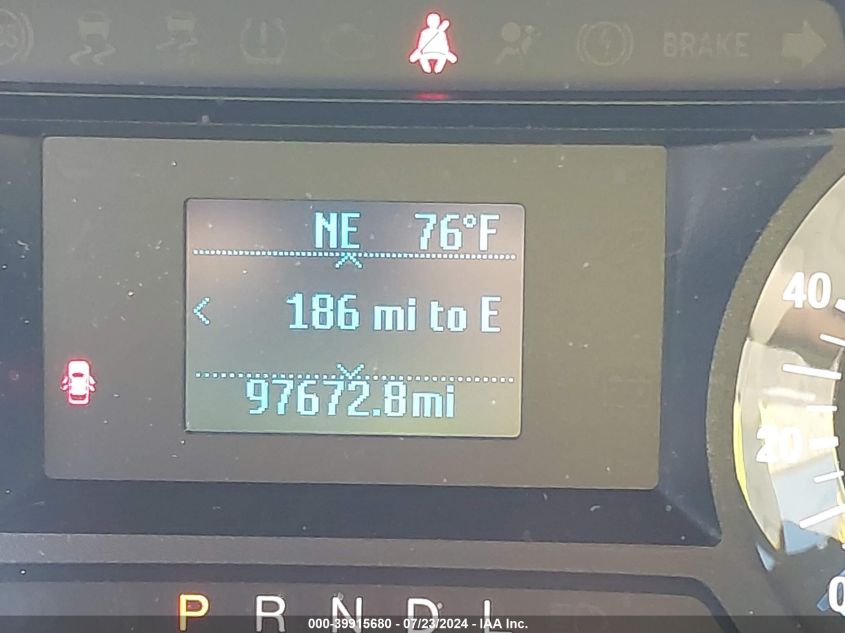 BRAKE
NE 76°F
< 186 mi to E
97672.8mi
40
20
P R N D L
000-39915680 - 07/23/2024 - IAA Inc.